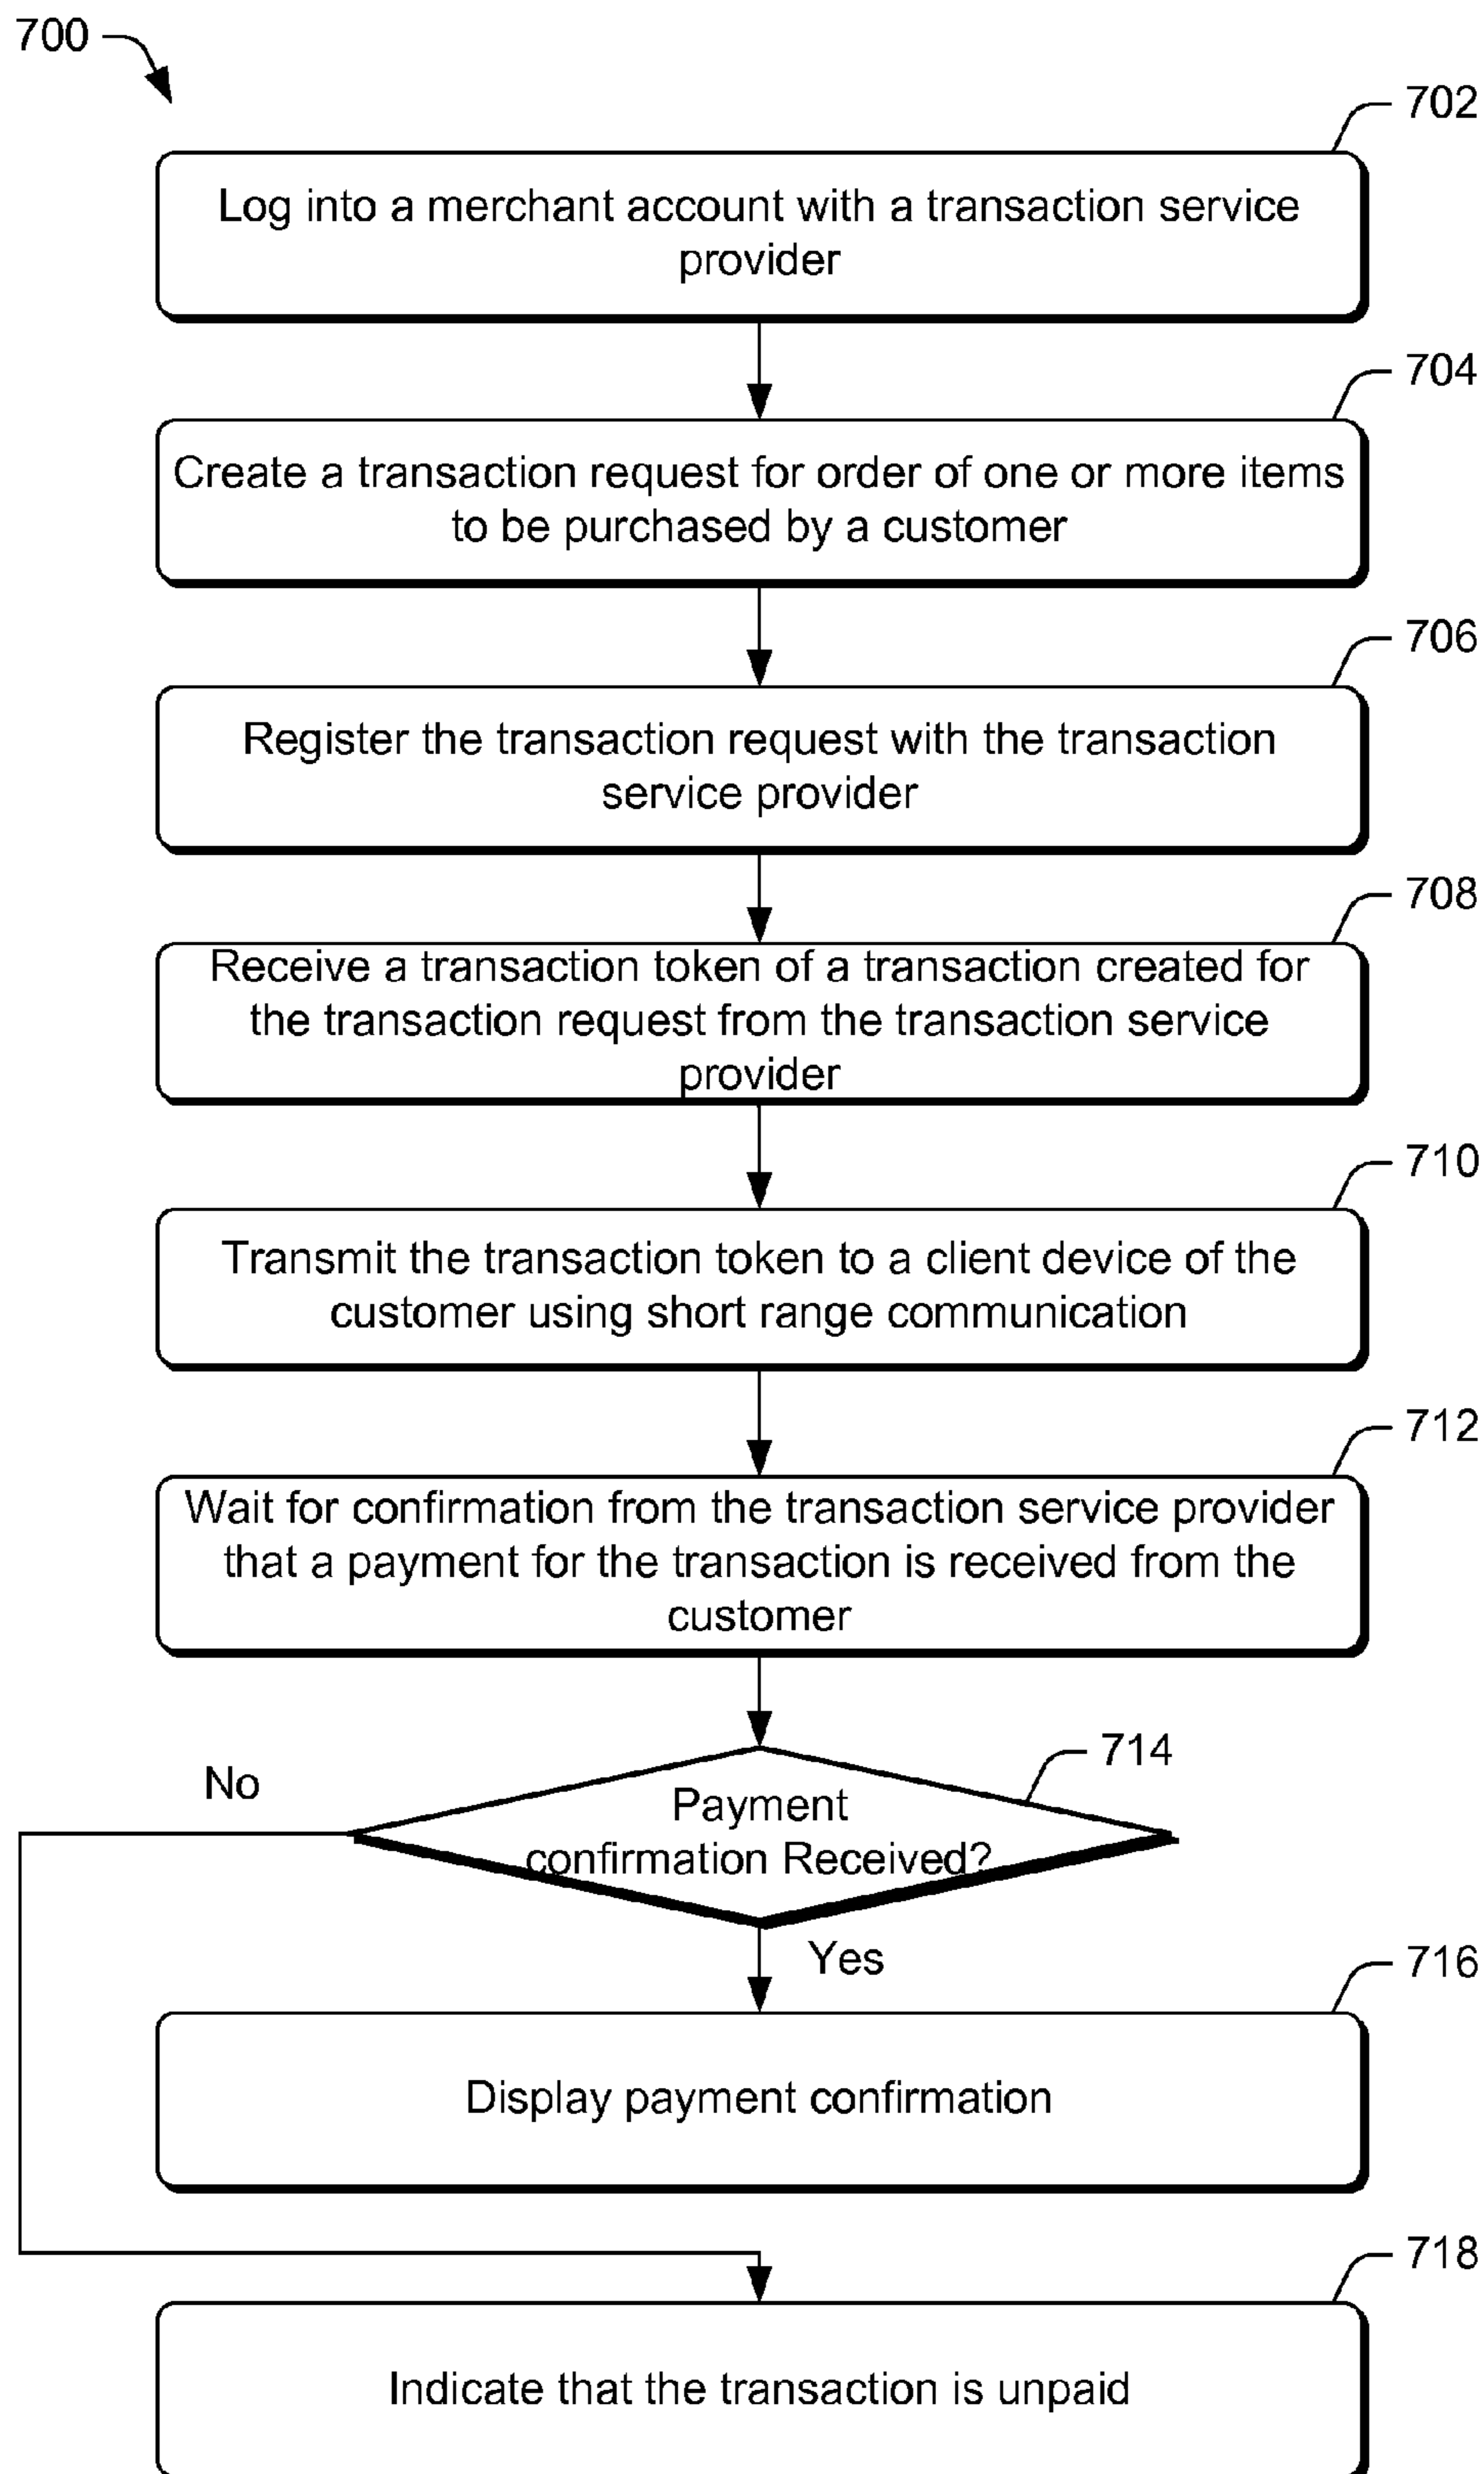 700
702
Log into a merchant account with a transaction service
provider
704
Create a transaction request for order of one or more items
to be purchased by a customer
706
Register the transaction request with the transaction
service provider
708
Receive a transaction token of a transaction created for
the transaction request from the transaction service
provider
710
Transmit the transaction token to a client device of the
customer using short range communication
712
Wait for confirmation from the transaction service provider
that a payment for the transaction is received from the
customer
714
No
Payment
confirmation Received?
Yes
716
Display payment confirmation
718
Indicate that the transaction is unpaid